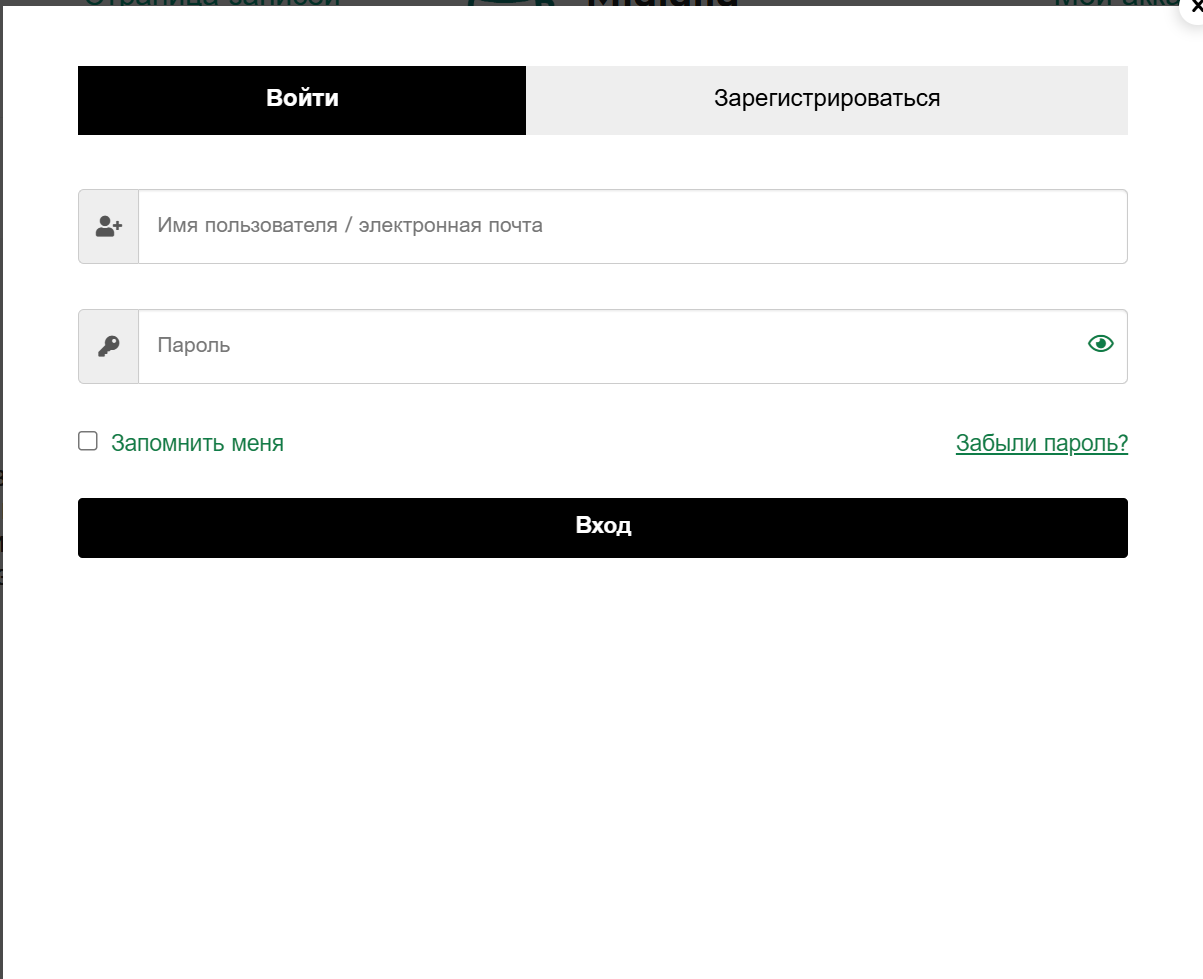 Войти
Зарегистрироваться
Имя пользователя / электронная почта
Пароль
Запомнить меня
Забыли пароль?
Вход